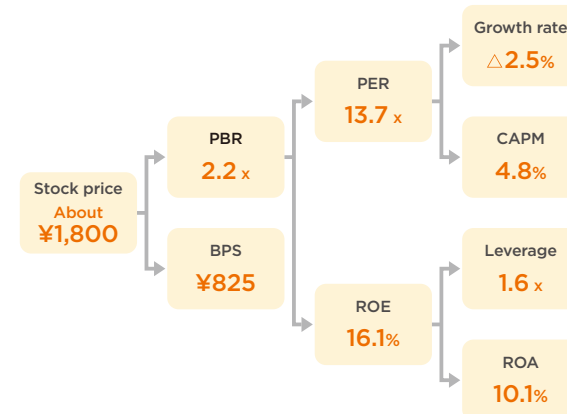 Stock price
About
¥1,800
PBR
2.2 x
BPS
¥825
PER
13.7 x
ROE
16.1%
Growth rate
△2.5%
CAPM
4.8%
Leverage
1.6 x
ROA
10.1%